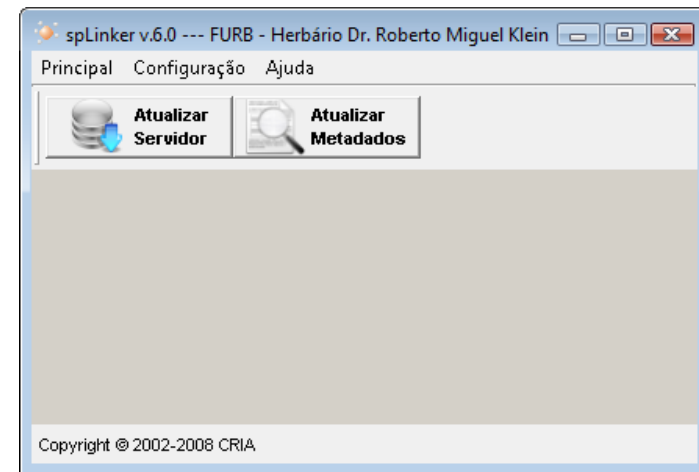 spLinker v.6.0 --- FURB - Herbário Dr. Roberto Miguel Klein
Principal Configuração Ajuda
Atualizar
Servidor
Atualizar
Metadados
Copyright © 2002-2008 CRIA